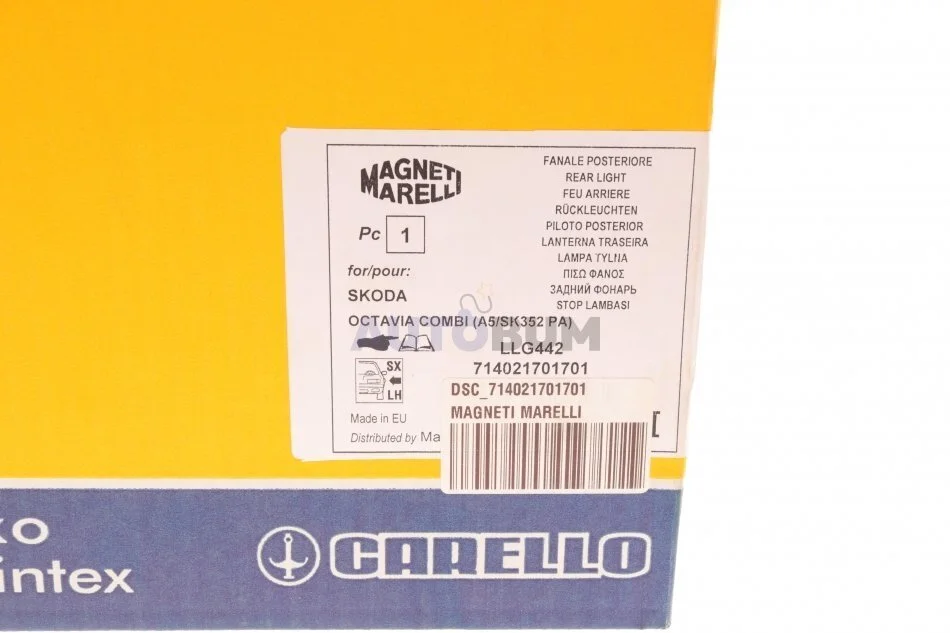 MAGNETI
MARELLI
Pc 1
for/pour:
SKODA
OCTAVIA COMBI (A5/SK352 PA)
FANALE POSTERIORE
REAR LIGHT
FEU ARRIERE
RÜCKLEUCHTEN
PILOTO POSTERIOR
LANTERNA TRASEIRA
LAMPA TYLNA
ΠΙΣΩ ΦΑΝΟΣ
ЗАДНИЙ ФОНАРЬ
STOP LAMBASI
AUTOBUM
LLG442
714021701701
SX
LH
Made in EU
Distributed by Ma
DSC_714021701701
MAGNETI MARELLI
CARELLO
intex